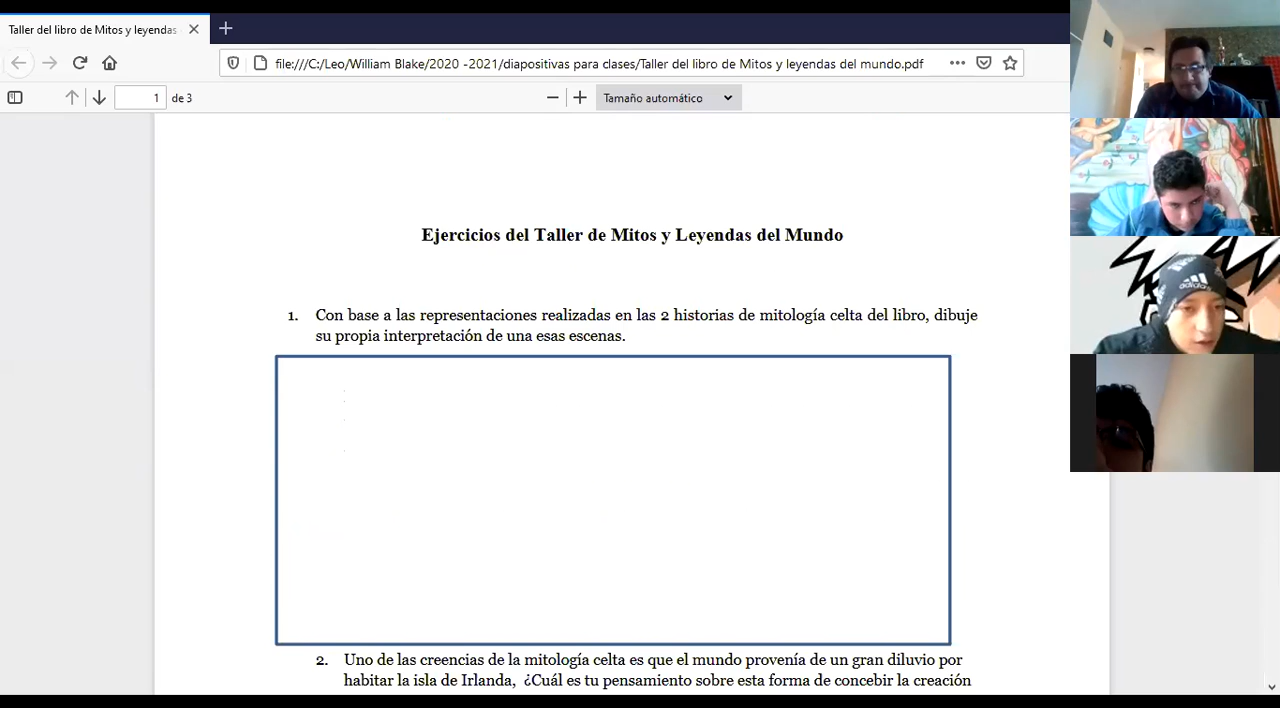 Taller del libro de Mitos y leyendas
file:///C:/Leo/William Blake/2020 -2021/diapositivas para clases/Taller del libro de Mitos y leyendas del mundo.pdf
1 de 3
Tamaño automático
Ejercicios del Taller de Mitos y Leyendas del Mundo
1. Con base a las representaciones realizadas en las 2 historias de mitología celta del libro, dibuje
su propia interpretación de una esas escenas.
2. Uno de las creencias de la mitología celta es que el mundo provenía de un gran diluvio por
habitar la isla de Irlanda, ¿Cuál es tu pensamiento sobre esta forma de concebir la creación
adidas